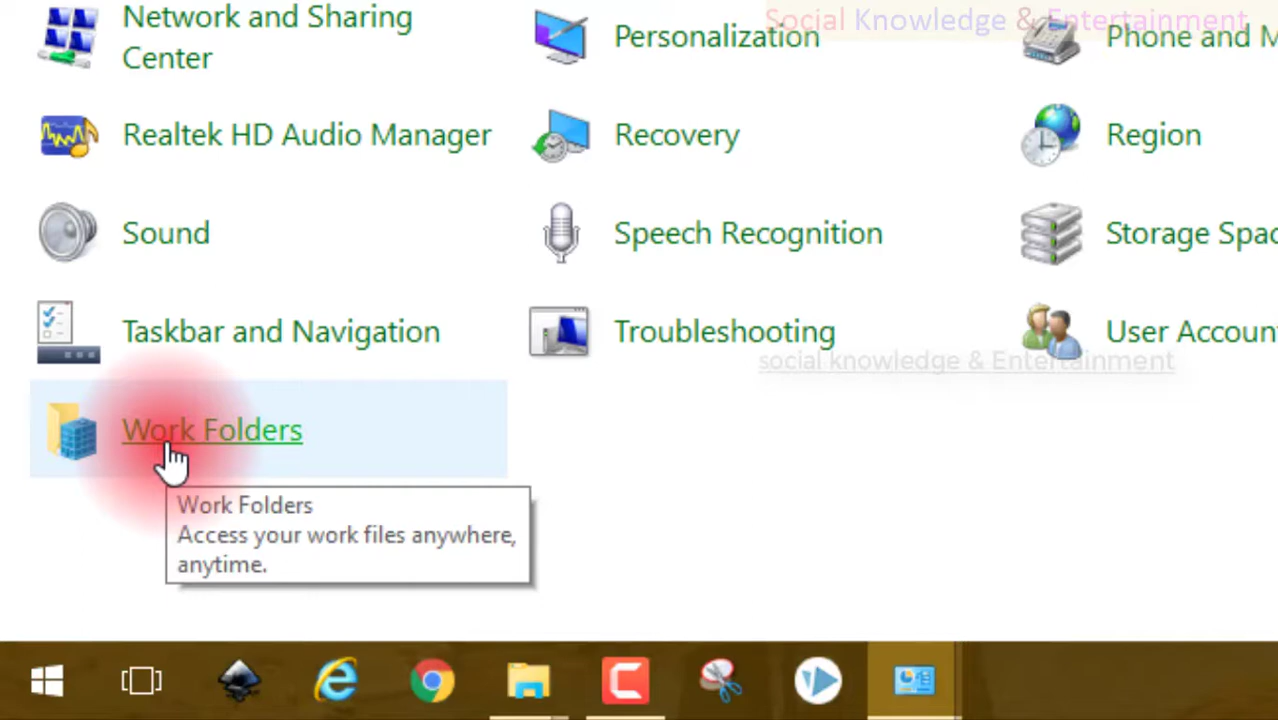 Social Knowledge & Entertainment
Network and Sharing
Center
Personalization
Phone and M
Realtek HD Audio Manager
Recovery
Region
Sound
Speech Recognition
Storage Spac
Taskbar and Navigation
Troubleshooting
User Accoun
social knowledge & Entertainment
Work Folders
Work Folders
Access your work files anywhere,
anytime.